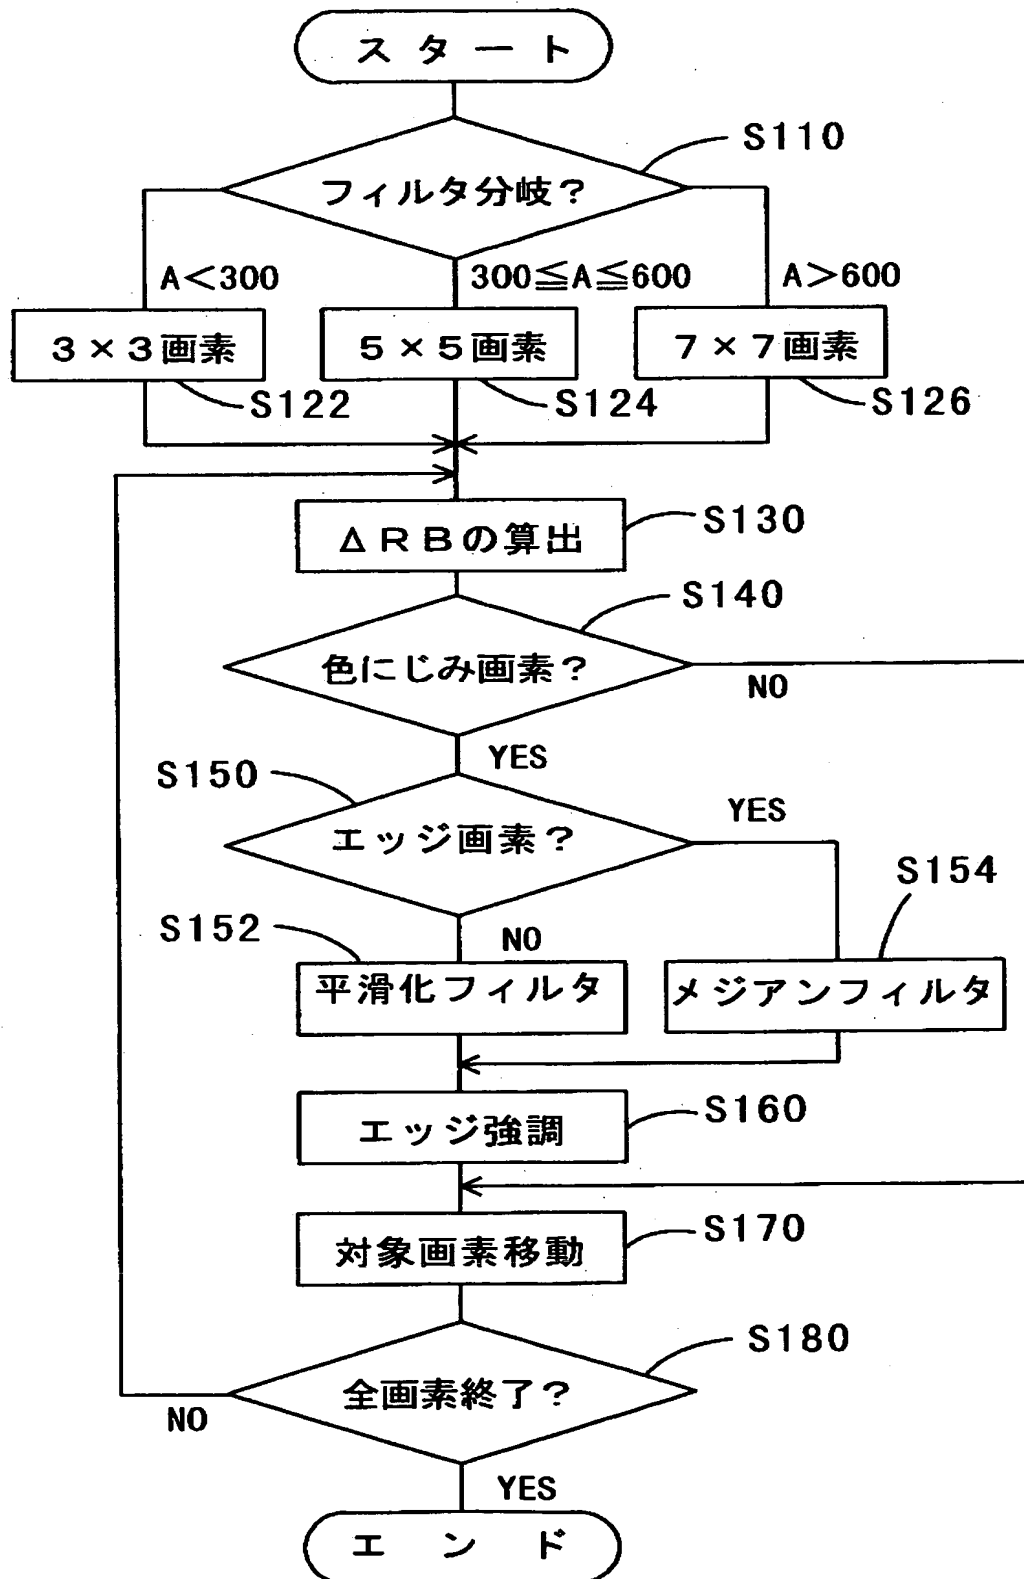 スタート
S110
フィルタ分岐?
A<300
300≦A≦600
A>600
3×3画素
5×5画素
7×7画素
S122
S124
S126
S130
ΔRBの算出
S140
色にじみ画素?
NO
YES
S150
YES
エッジ画素?
S154
S152
NO
平滑化フィルタ
メジアンフィルタ
S160
エッジ強調
S170
対象画素移動
S180
全画素終了?
NO
YES
エンド